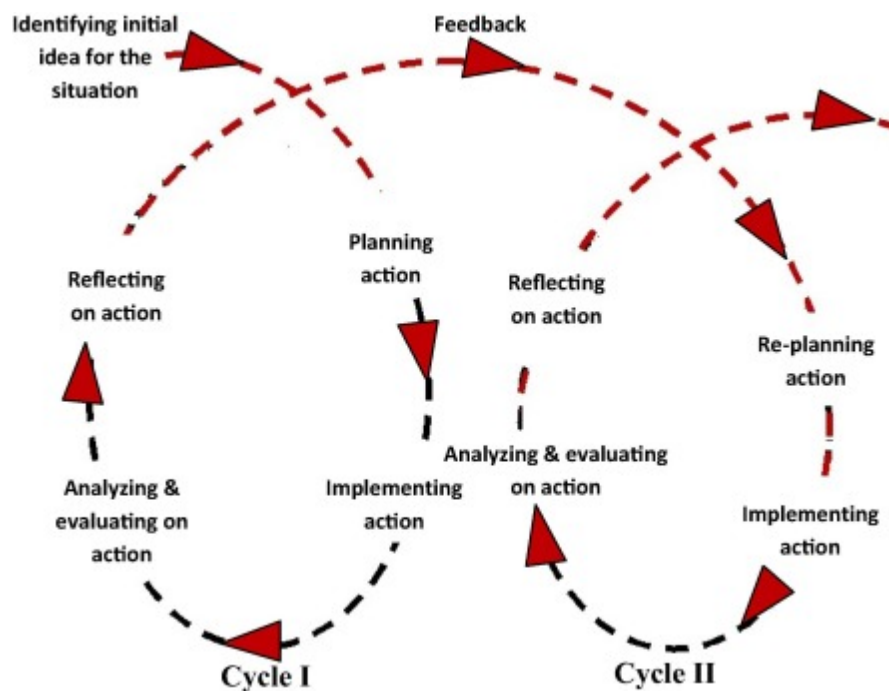 Identifying initial
idea for the
situation
Feedback
Planning
action
Reflecting
on action
Reflecting
on action
Re-planning
action
Analyzing &
evaluating on
action
Implementing
action
Analyzing & evaluating
on action
Implementing
action
Cycle I
Cycle II